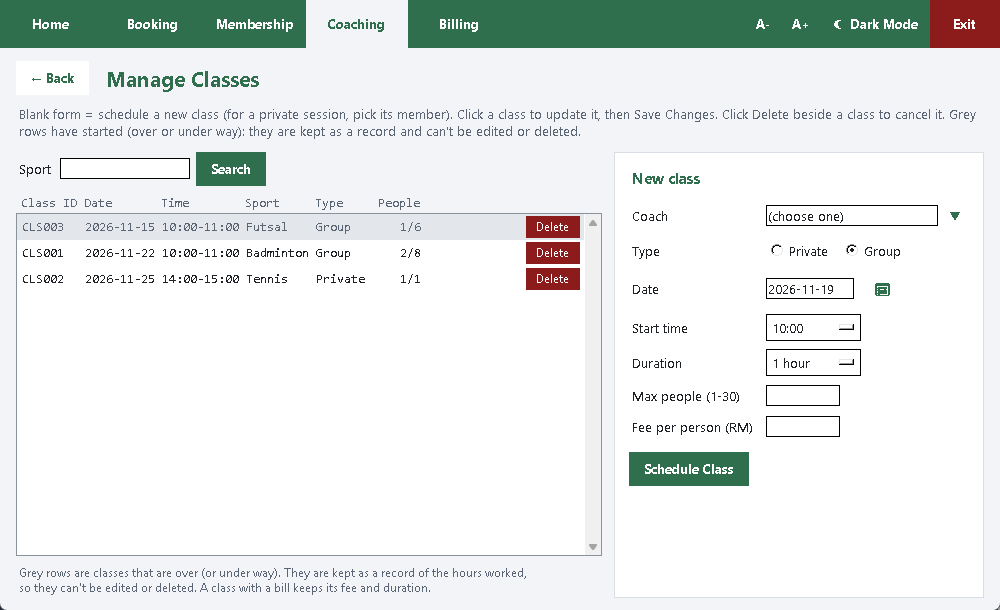 Home Booking Membership Coaching Billing A- A+ ☾ Dark Mode Exit
← Back Manage Classes
Blank form = schedule a new class (for a private session, pick its member). Click a class to update it, then Save Changes. Click Delete beside a class to cancel it. Grey
rows have started (over or under way): they are kept as a record and can't be edited or deleted.
Sport Search
Class ID Date Time Sport Type People
CLS003 2026-11-15 10:00-11:00 Futsal Group 1/6 Delete
CLS001 2026-11-22 10:00-11:00 Badminton Group 2/8 Delete
CLS002 2026-11-25 14:00-15:00 Tennis Private 1/1 Delete
Grey rows are classes that are over (or under way). They are kept as a record of the hours worked,
so they can't be edited or deleted. A class with a bill keeps its fee and duration.
New class
Coach (choose one) ▼
Type Private Group
Date 2026-11-19
Start time 10:00
Duration 1 hour
Max people (1-30)
Fee per person (RM)
Schedule Class